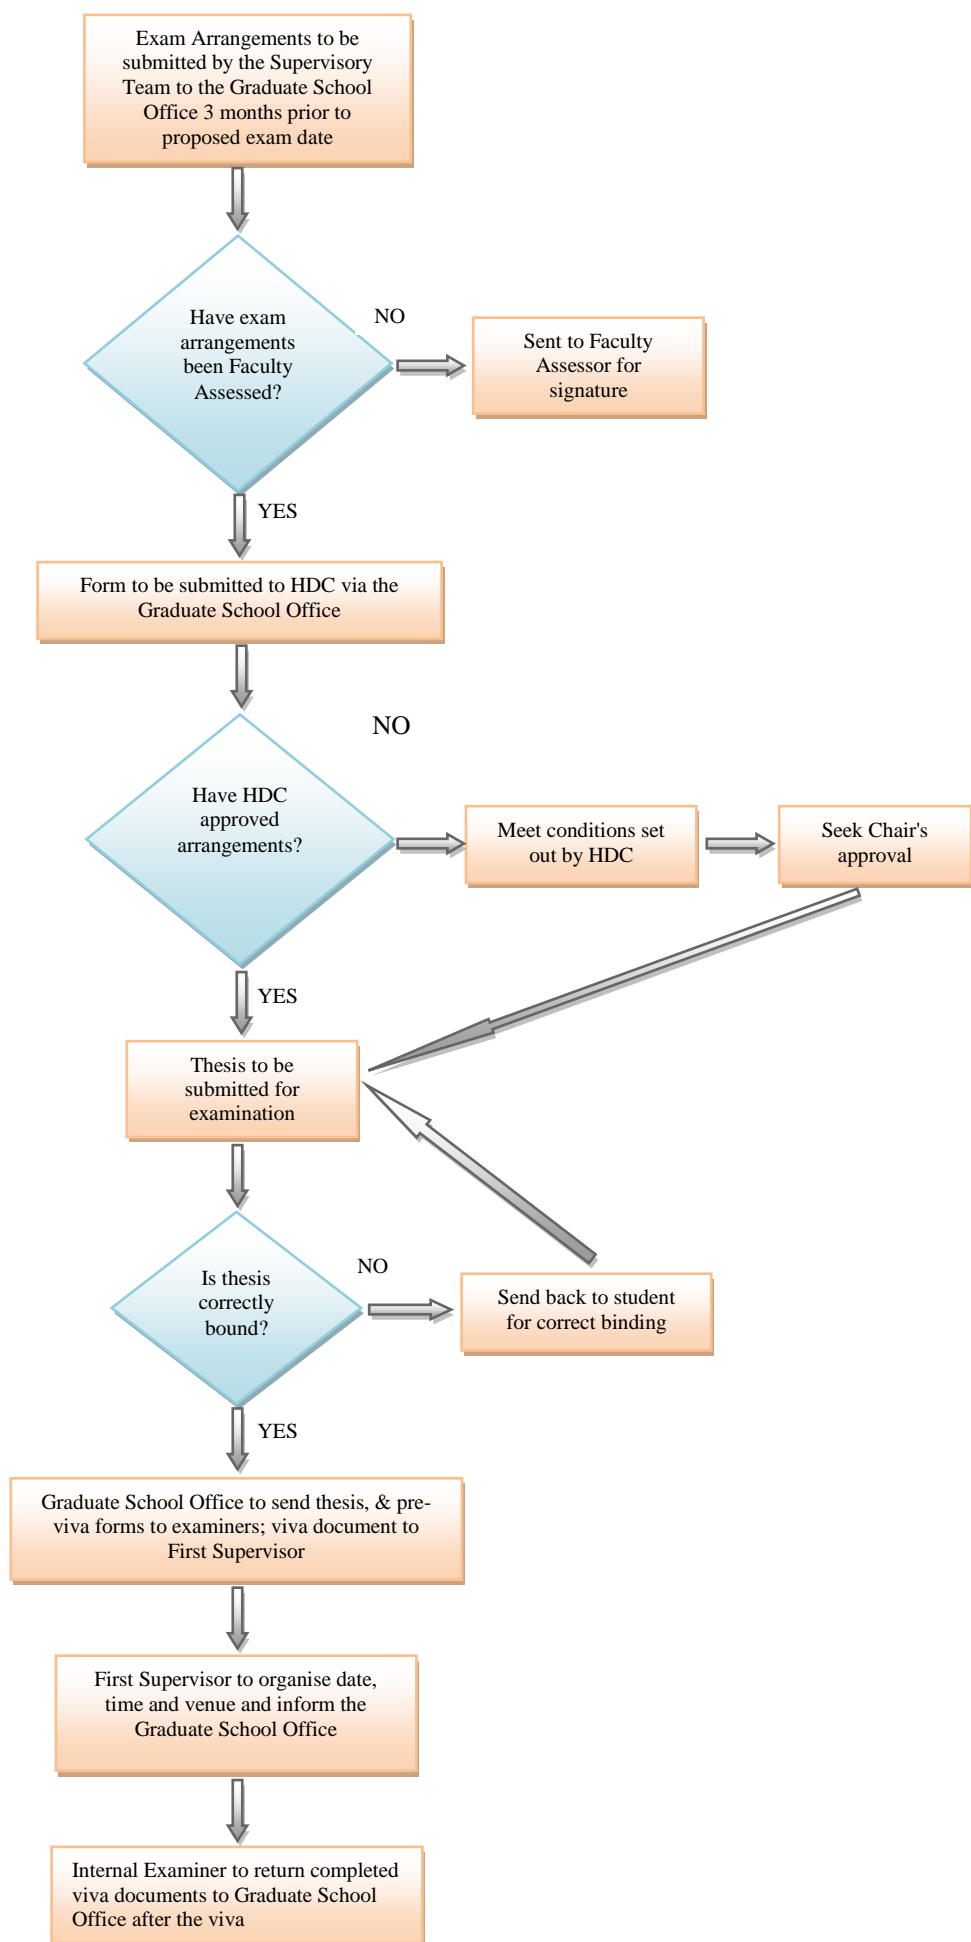 Exam Arrangements to be
submitted by the Supervisory
Team to the Graduate School
Office 3 months prior to
proposed exam date
Have exam
arrangements
been Faculty
Assessed?
NO
Sent to Faculty
Assessor for
signature
YES
Form to be submitted to HDC via the
Graduate School Office
NO
Have HDC
approved
arrangements?
Meet conditions set
out by HDC
Seek Chair's
approval
YES
Thesis to be
submitted for
examination
Is thesis
correctly
bound?
NO
Send back to student
for correct binding
YES
Graduate School Office to send thesis, & pre-
viva forms to examiners; viva document to
First Supervisor
First Supervisor to organise date,
time and venue and inform the
Graduate School Office
Internal Examiner to return completed
viva documents to Graduate School
Office after the viva